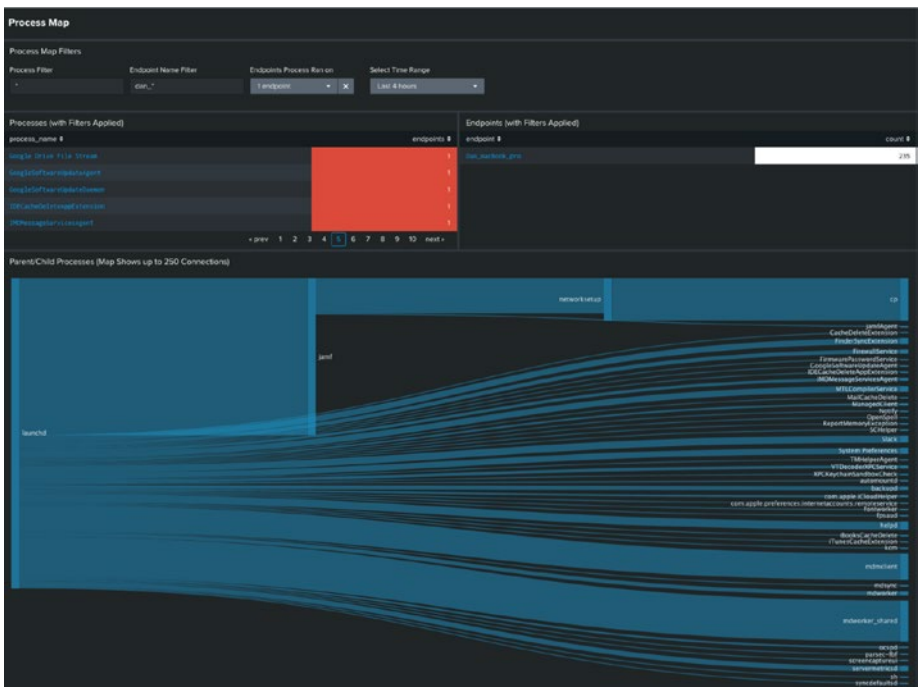 Process Map
Process Map Filters
Process Filter Endpoint Name Filter Endpoints Process Ran on Select Time Range
* dan_* 1 endpoint × Last 4 hours
Processes (with Filters Applied) Endpoints (with Filters Applied)
process_name endpoints endpoint count
Google Drive File Stream 1 dan_macbook_pro 235
GoogleSoftwareUpdateAgent 1
GoogleSoftwareUpdateDaemon 1
IDECacheDeleteAppExtension 1
IMDMessageServicesAgent 1
« prev 1 2 3 4 5 6 7 8 9 10 next »
Parent/Child Processes (Map Shows up to 250 Connections)
networksetup cp
jamfAgent
CacheDeleteExtension
FinderSyncExtension
FirewallService
jamf
FirmwarePasswordService
GoogleSoftwareUpdateAgent
IDECacheDeleteAppExtension
IMDMessageServicesAgent
MTLCompilerService
MailCacheDelete
ManagedClient
Notify
OpenSpell
ReportMemoryException
SCHelper
launchd
slack
System Preferences
TMHelperAgent
VTDecoderXPCService
XPCKeychainSandboxCheck
automountd
backupd
com.apple.iCloudHelper
com.apple.preferences.internetaccounts.remoteservice
fontworker
helpd
iBooksCacheDelete
iTunesCacheExtension
kcm
mdmclient
mdsync
mdworker
mdworker_shared
ocspd
parsec-fbf
screencaptureui
servermetricsd
sh